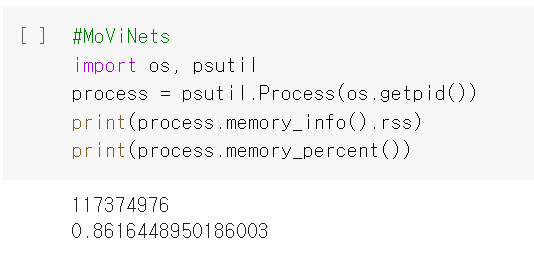 [ ] #MoViNets
import os, psutil
process = psutil.Process(os.getpid())
print(process.memory_info().rss)
print(process.memory_percent())
117374976
0.8616448950186003